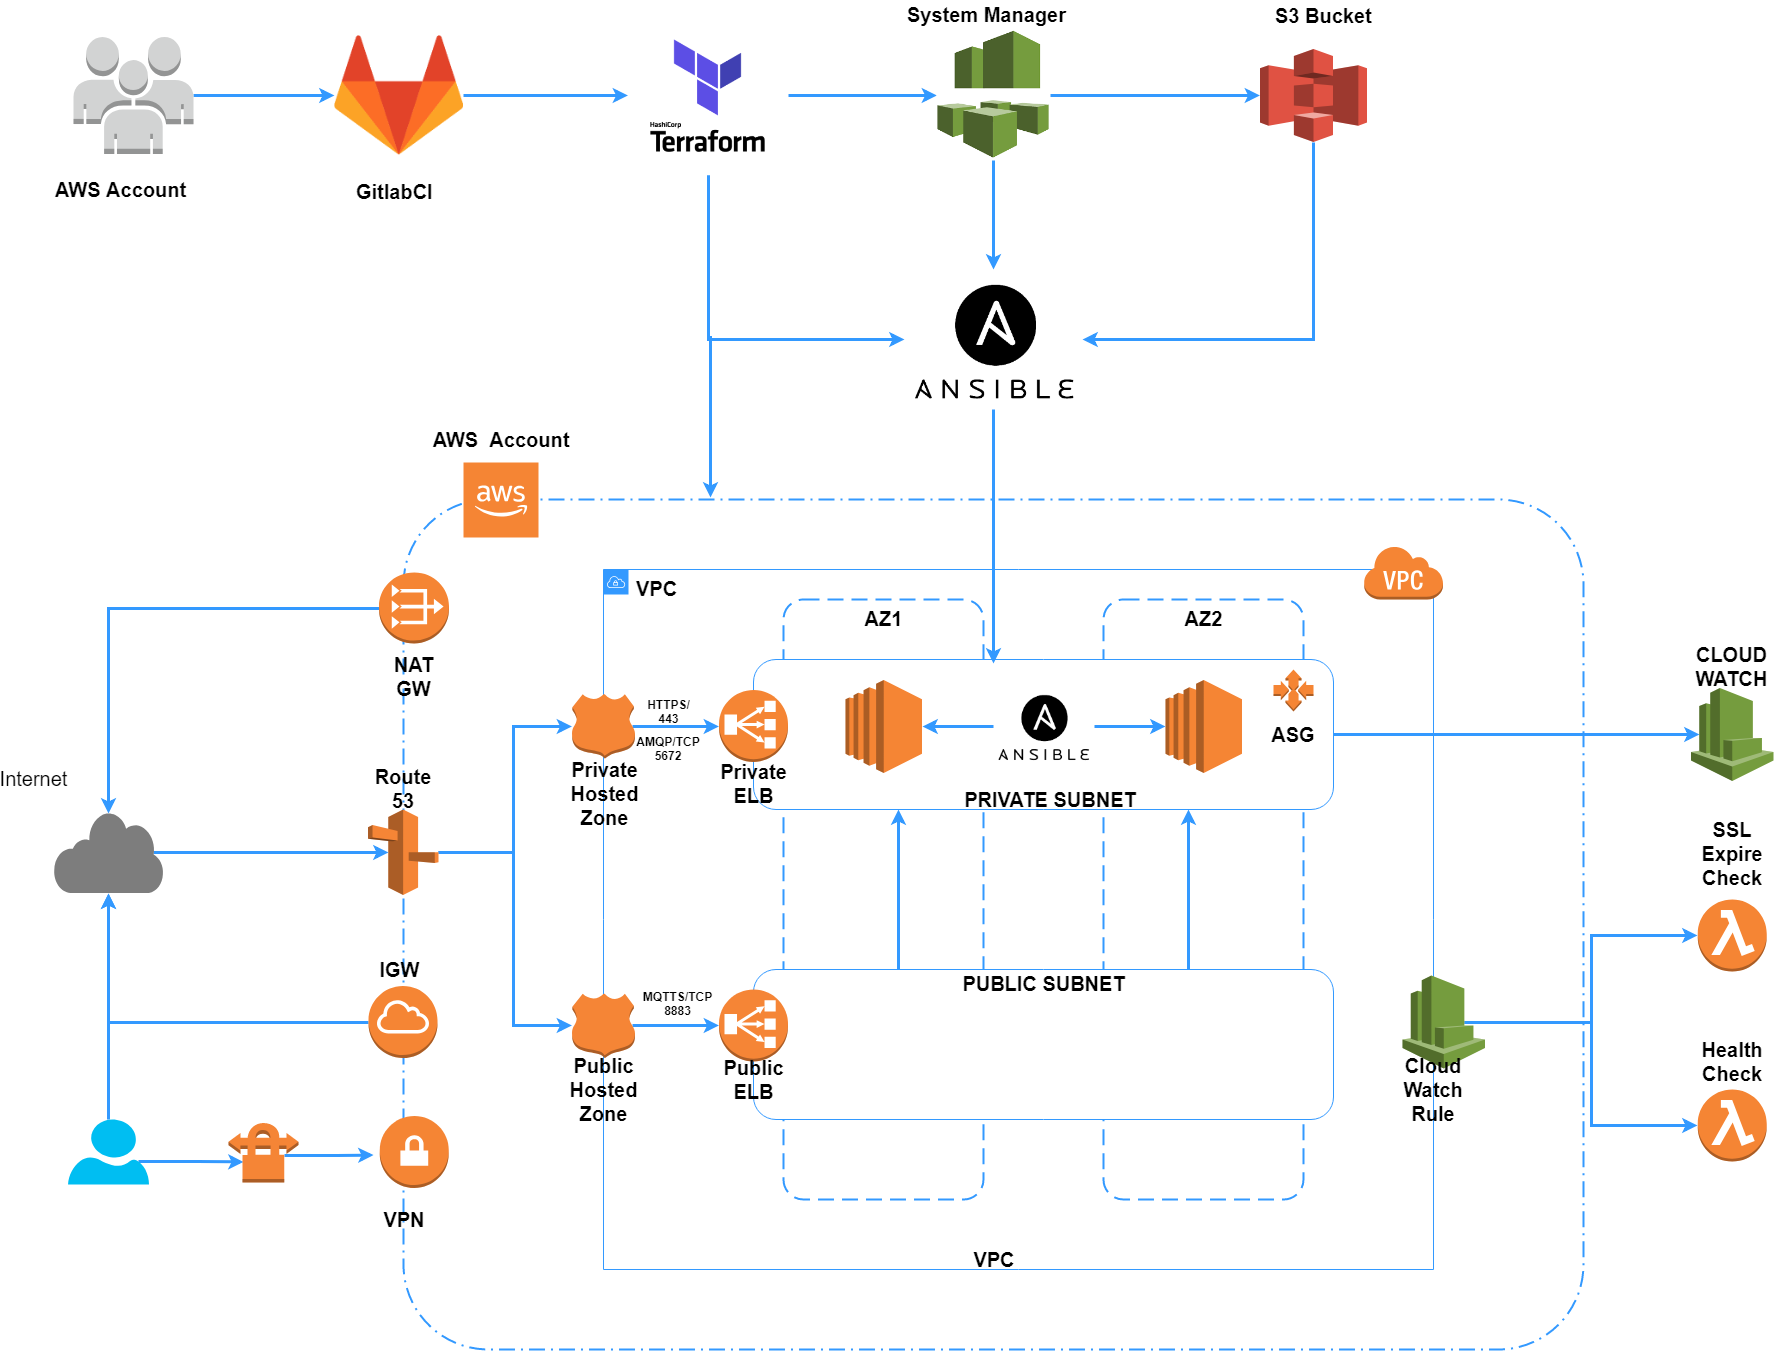 System Manager
S3 Bucket
HashiCorp
Terraform
AWS Account
GitlabCI
ANSIBLE
AWS  Account
aws
VPC
VPC
AZ1
AZ2
NAT
GW
CLOUD
WATCH
HTTPS/
443
AMQP/TCP
5672
ANSIBLE
ASG
Private
Hosted
Zone
Private
ELB
PRIVATE SUBNET
Internet
Route
53
SSL
Expire
Check
IGW
PUBLIC SUBNET
MQTTS/TCP
8883
Public
Hosted
Zone
Public
ELB
Cloud
Watch
Rule
Health
Check
VPN
VPC